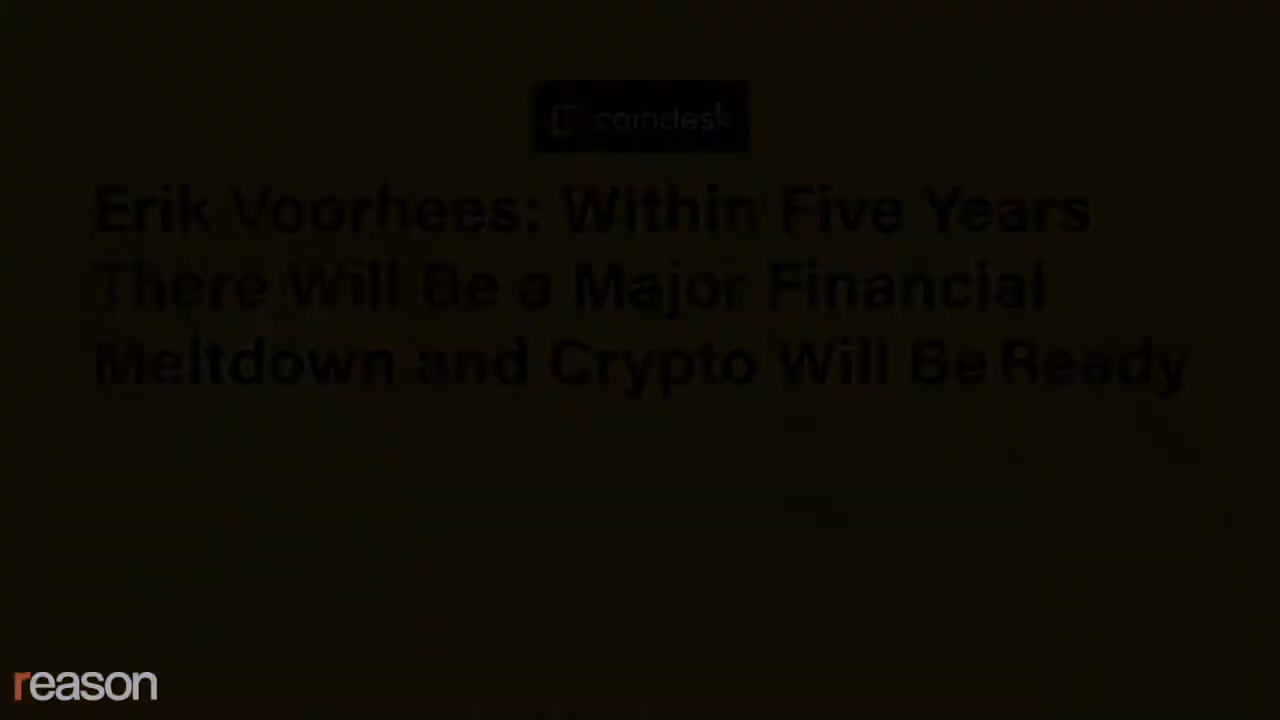 coindesk
Erik Voorhees: Within Five Years
There Will Be a Major Financial
Meltdown and Crypto Will Be Ready
reason